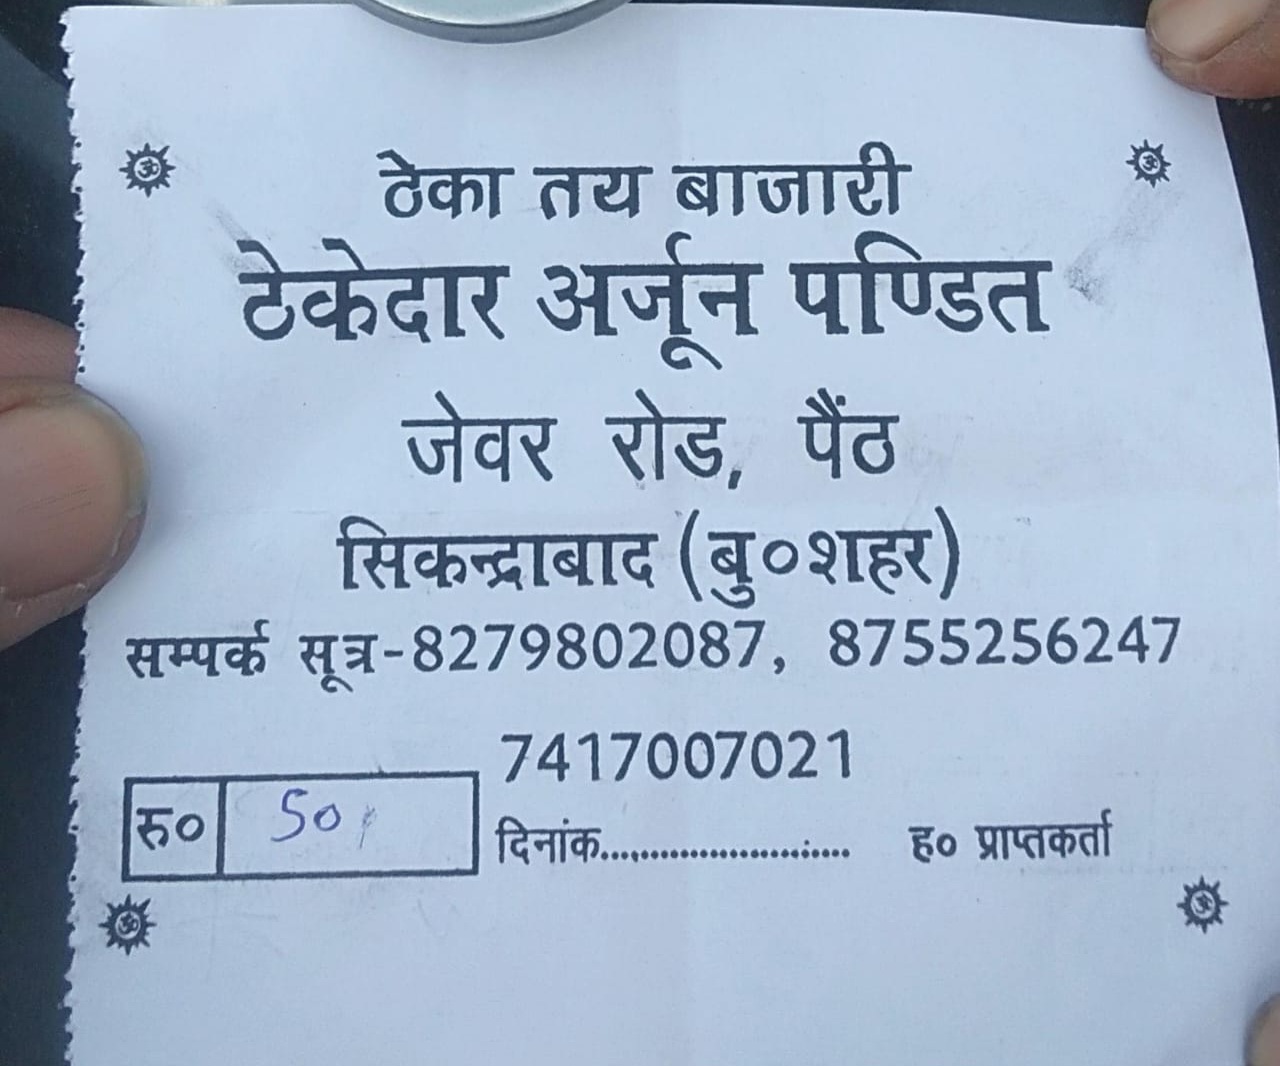 ठेका तय बाजारी
ठेकेदार अर्जून पण्डित
जेवर रोड, पैंठ
सिकन्द्राबाद (बु०शहर)
सम्पर्क सूत्र-8279802087, 8755256247
7417007021
रु० 50
दिनांक........................... ह० प्राप्तकर्ता